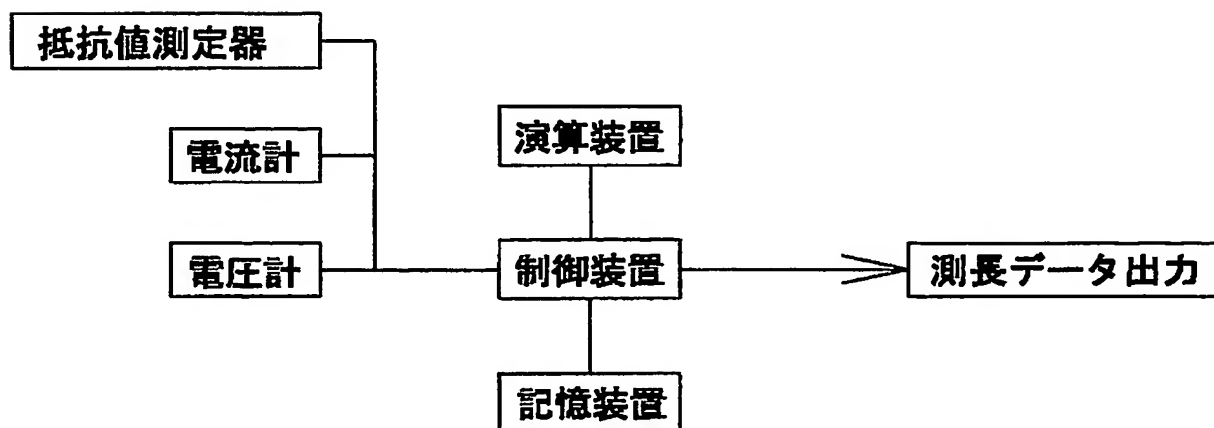 抵抗値測定器
電流計
演算装置
電圧計
制御装置
測長データ出力
記憶装置